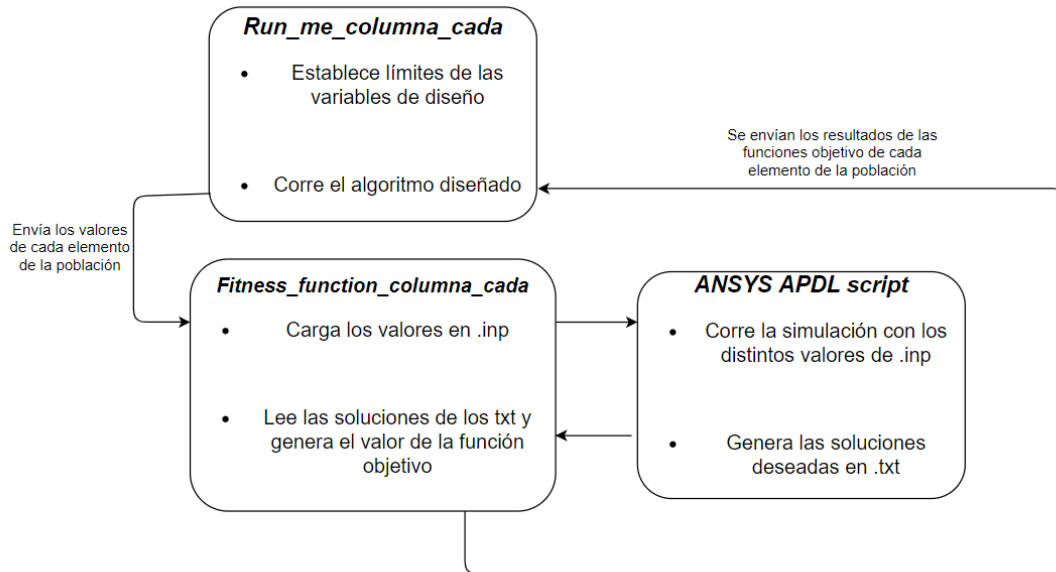 Run_me_columna_cada
• Establece límites de las
variables de diseño
• Corre el algoritmo diseñado
Se envían los resultados de las
funciones objetivo de cada
elemento de la población
Envía los valores
de cada elemento
de la población
Fitness_function_columna_cada
• Carga los valores en .inp
• Lee las soluciones de los txt y
genera el valor de la función
objetivo
ANSYS APDL script
• Corre la simulación con los
distintos valores de .inp
• Genera las soluciones
deseadas en .txt